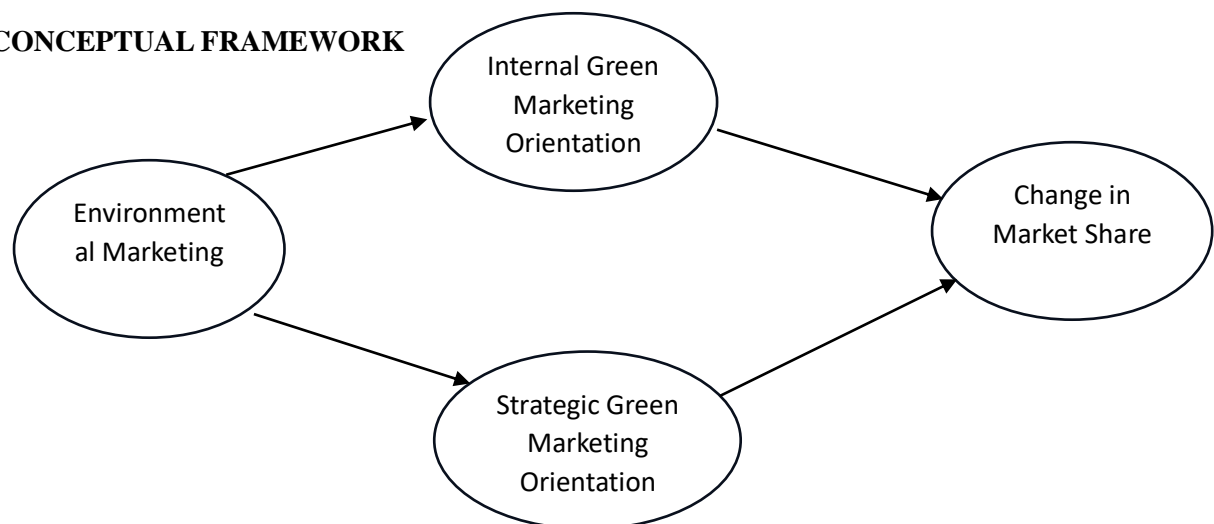 CONCEPTUAL FRAMEWORK
Internal Green
Marketing
Orientation
Environment
al Marketing
Change in
Market Share
Strategic Green
Marketing
Orientation